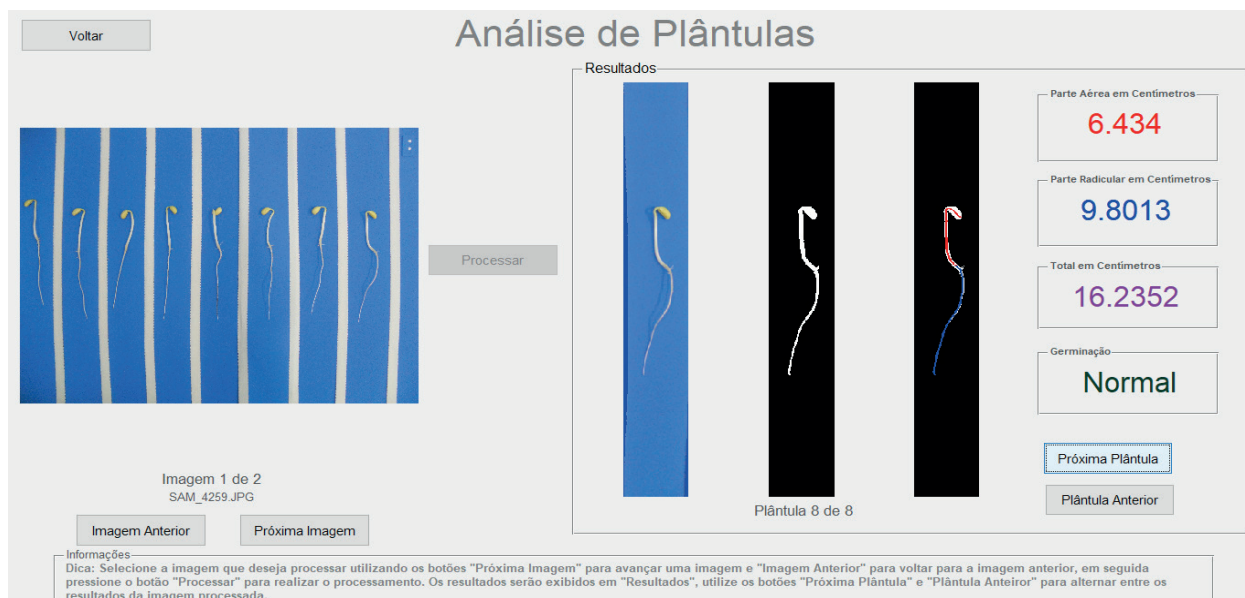 Voltar
Análise de Plântulas
Resultados
Processar
Imagem 1 de 2
SAM_4259.JPG
Imagem Anterior
Próxima Imagem
Plântula 8 de 8
Parte Aérea em Centímetros
6.434
Parte Radicular em Centímetros
9.8013
Total em Centímetros
16.2352
Germinação
Normal
Próxima Plântula
Plântula Anterior
Informações
Dica: Selecione a imagem que deseja processar utilizando os botões "Próxima Imagem" para avançar uma imagem e "Imagem Anterior" para voltar para a imagem anterior, em seguida
pressione o botão "Processar" para realizar o processamento. Os resultados serão exibidos em "Resultados", utilize os botões "Próxima Plântula" e "Plântula Anteiror" para alternar entre os
resultados da imagem processada.